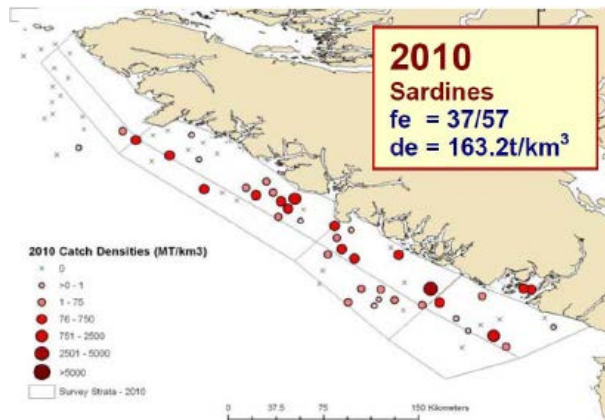 2010
Sardines
fe = 37/57
de = 163.2t/km³
2010 Catch Densities (MT/km3)
0
>0 - 1
1 - 75
76 - 750
751 - 2500
2501 - 5000
>5000
Survey Strata - 2010
0 37.5 75 150 Kilometers